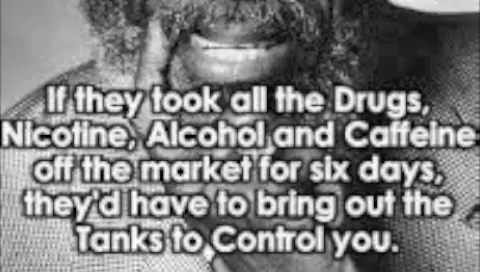 If they took all the Drugs,
Nicotine, Alcohol and Caffeine
off the market for six days,
they'd have to bring out the
Tanks to Control you.